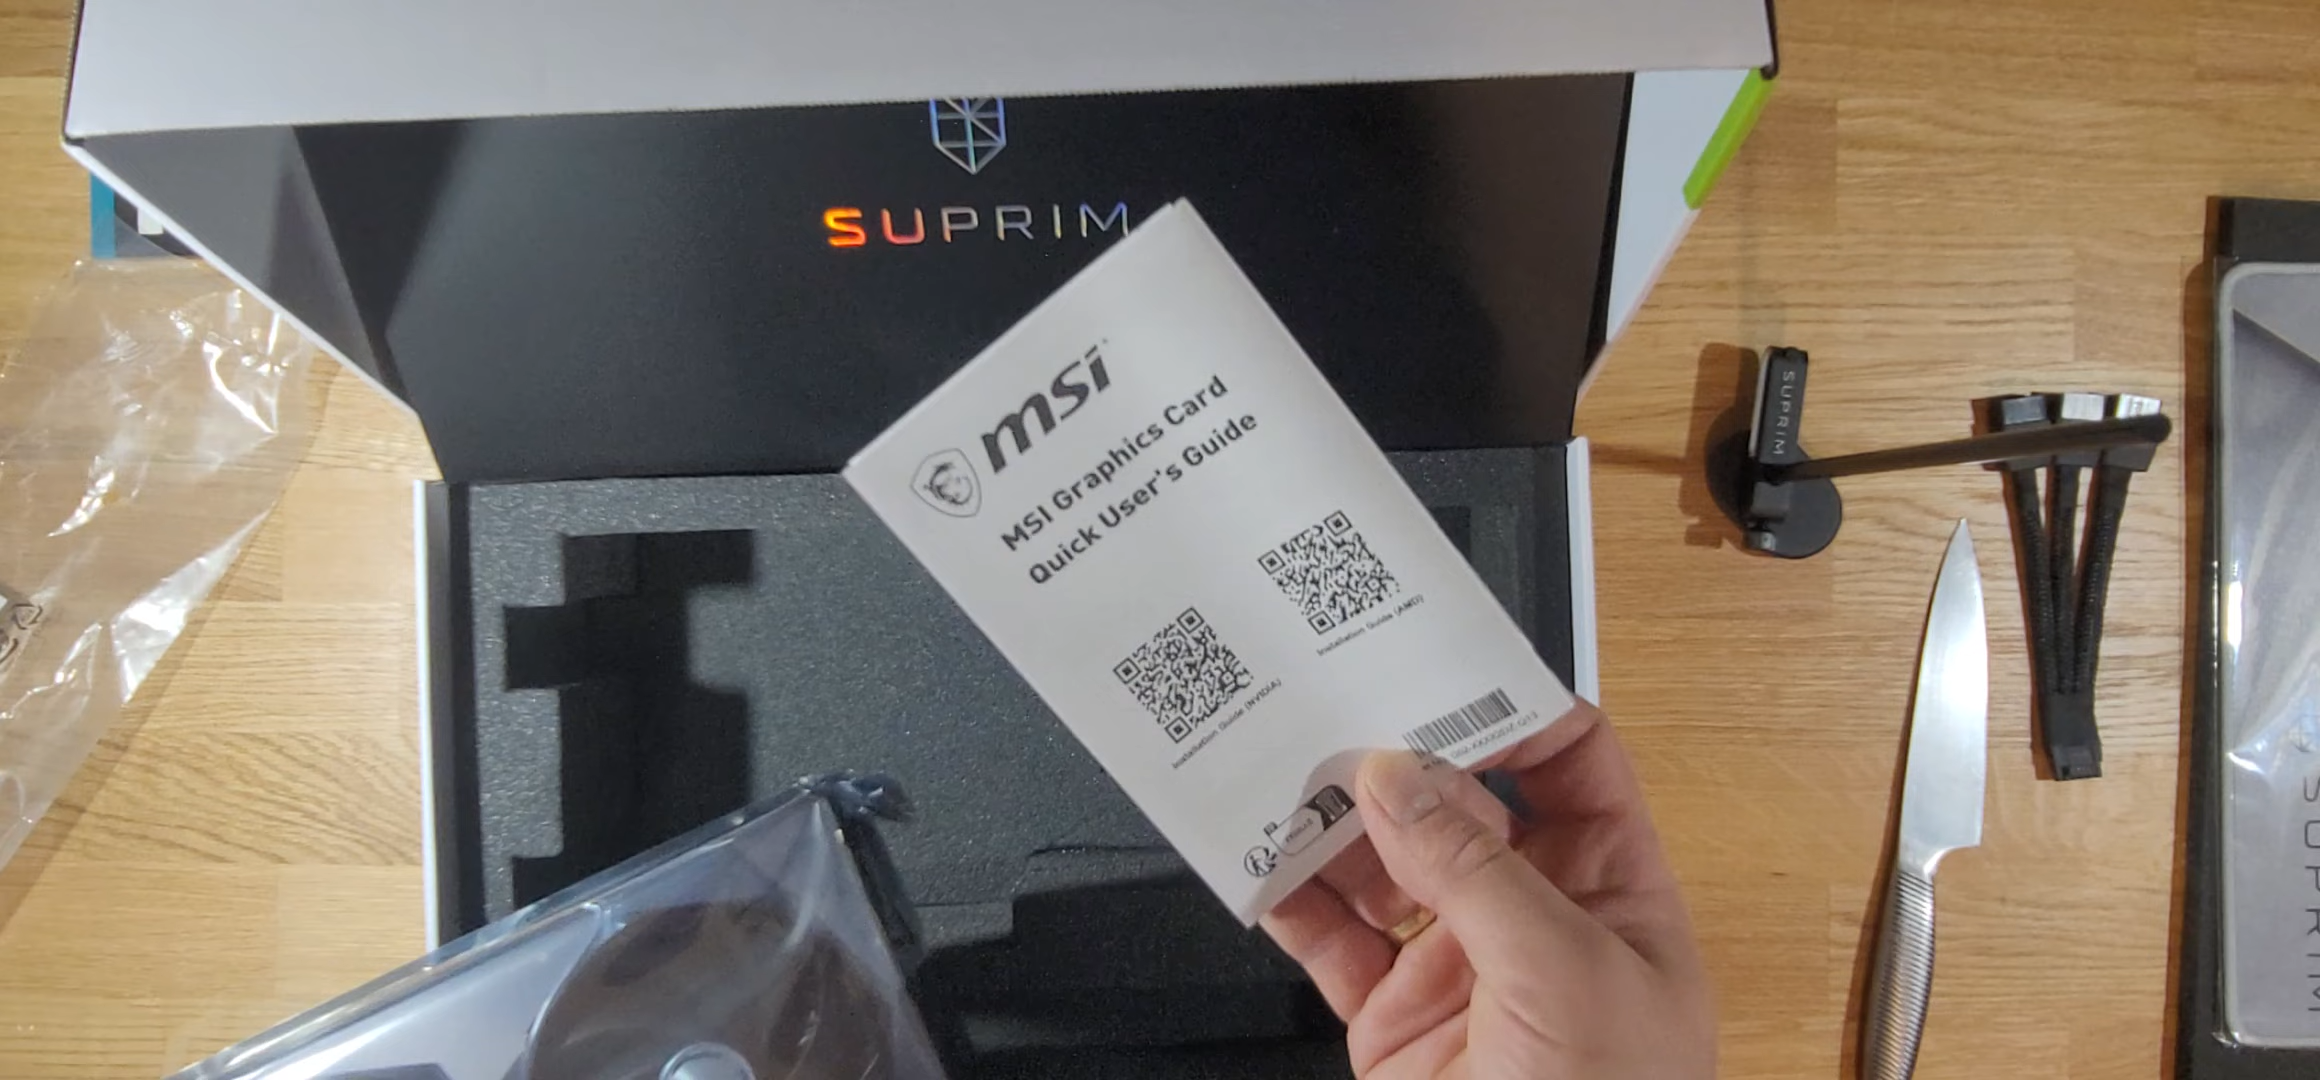 SUPRIM
msi
MSI Graphics Card
Quick User's Guide
Installation Guide (AMD)
Installation Guide (NVIDIA)
SUPRIM
SUPRIM